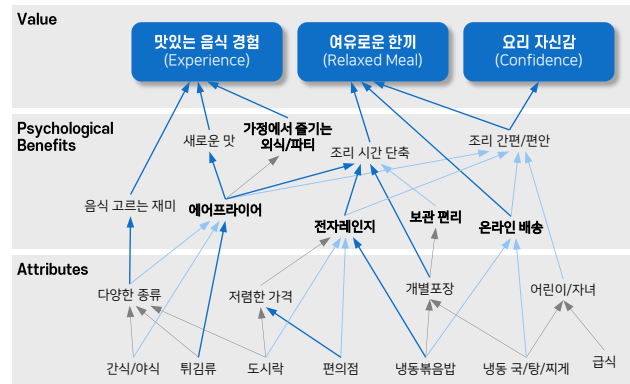 Value
맛있는 음식 경험
(Experience)
여유로운 한끼
(Relaxed Meal)
요리 자신감
(Confidence)
Psychological
Benefits
새로운 맛
가정에서 즐기는
외식/파티
조리 시간 단축
조리 간편/편안
음식 고르는 재미
에어프라이어
전자레인지
보관 편리
온라인 배송
Attributes
다양한 종류
저렴한 가격
개별포장
어린이/자녀
간식/야식
튀김류
도시락
편의점
냉동볶음밥
냉동 국/탕/찌게
급식